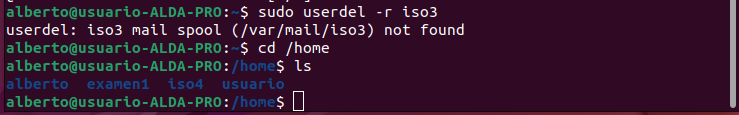 alberto@usuario-ALDA-PRO:~$ sudo userdel -r iso3
userdel: iso3 mail spool (/var/mail/iso3) not found
alberto@usuario-ALDA-PRO:~$ cd /home
alberto@usuario-ALDA-PRO:/home$ ls
alberto  examen1  iso4  usuario
alberto@usuario-ALDA-PRO:/home$